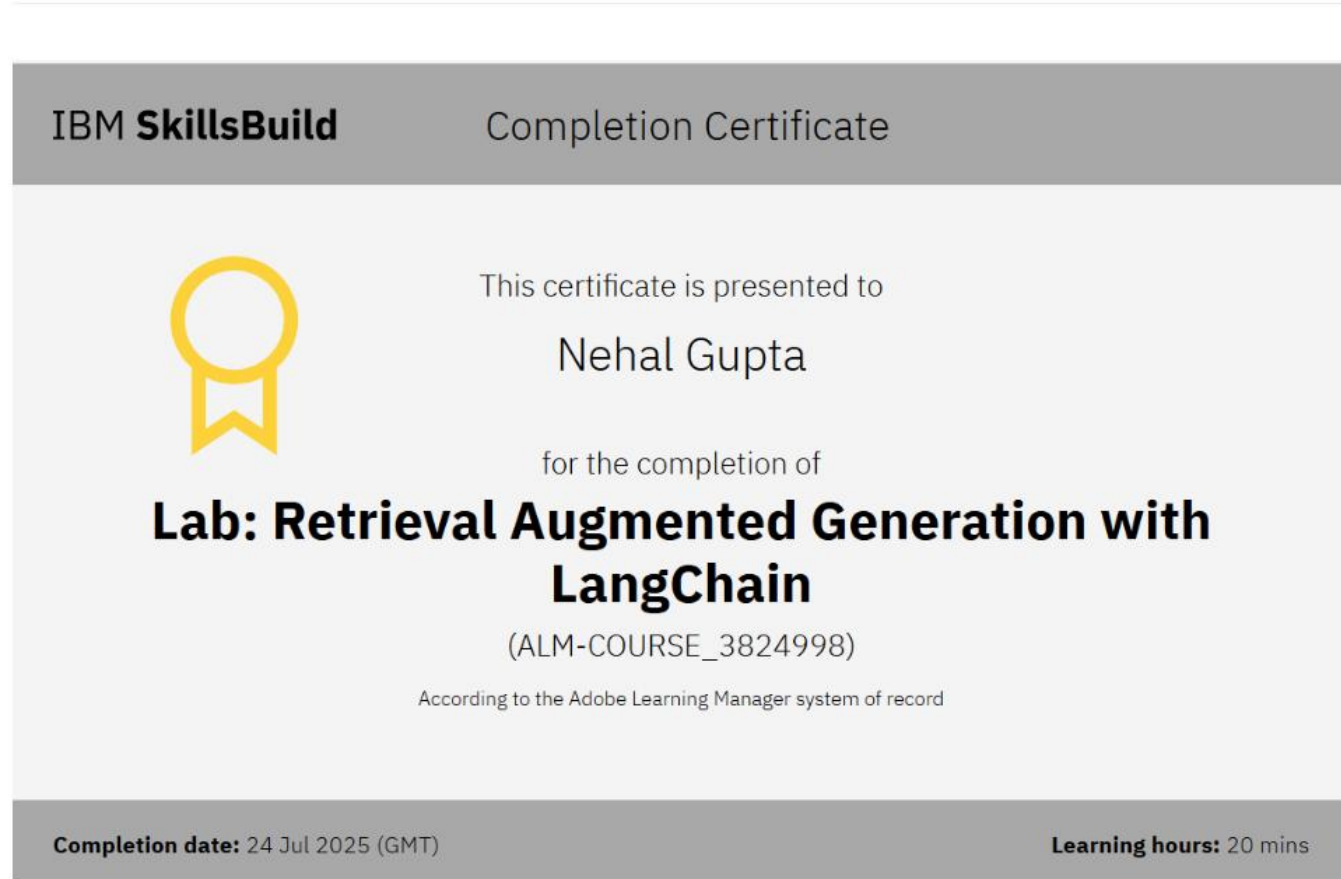 IBM SkillsBuild Completion Certificate
This certificate is presented to
Nehal Gupta
for the completion of
Lab: Retrieval Augmented Generation with
LangChain
(ALM-COURSE_3824998)
According to the Adobe Learning Manager system of record
Completion date: 24 Jul 2025 (GMT) Learning hours: 20 mins